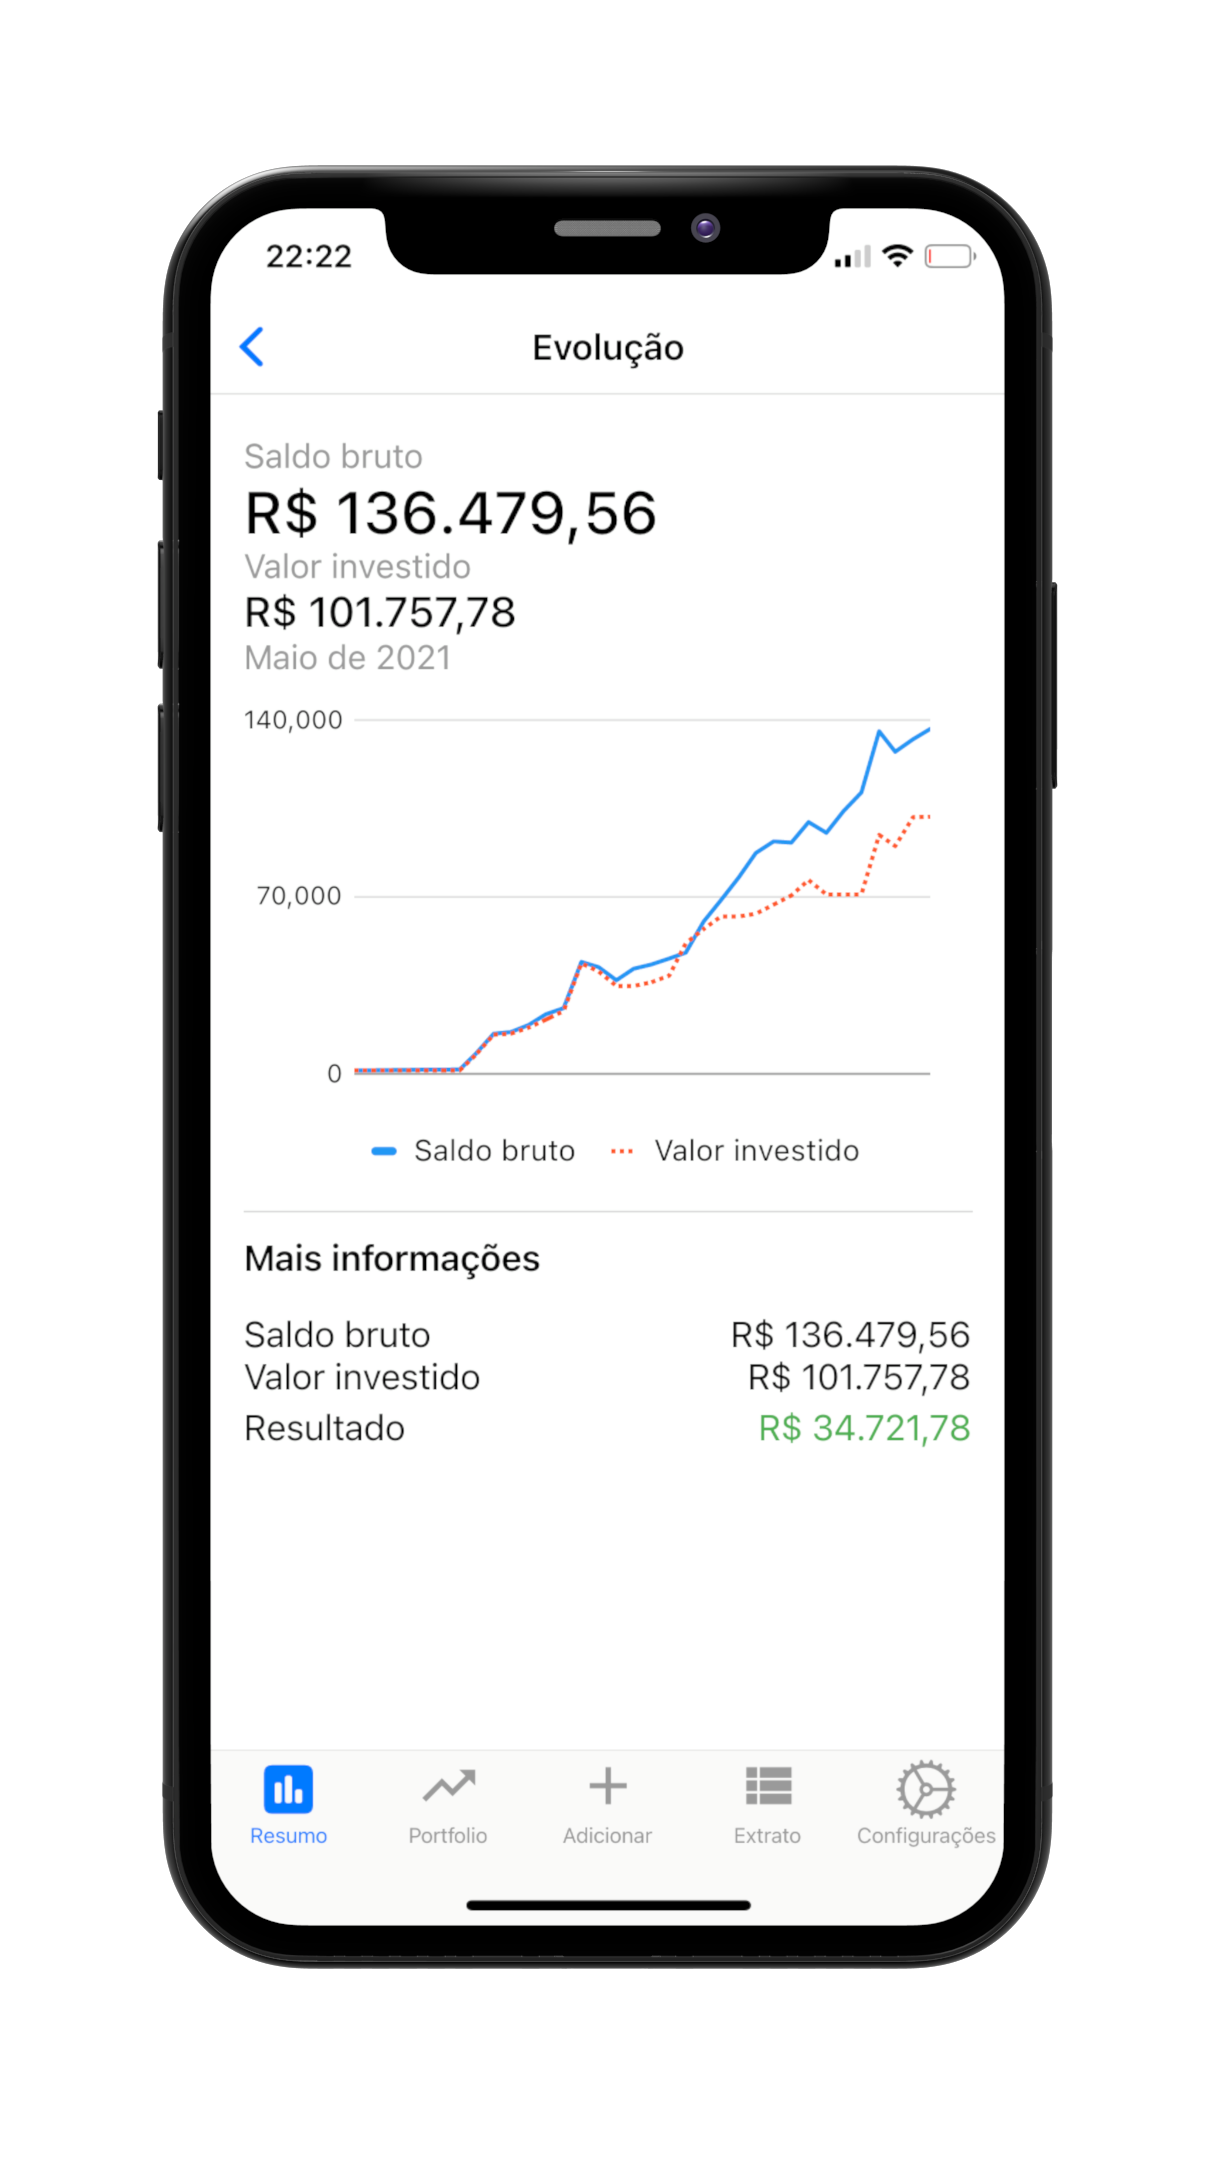 22:22
Evolução
Saldo bruto
R$ 136.479,56
Valor investido
R$ 101.757,78
Maio de 2021
140,000
70,000
0
Saldo bruto Valor investido
Mais informações
Saldo bruto R$ 136.479,56
Valor investido R$ 101.757,78
Resultado R$ 34.721,78
Resumo Portfolio Adicionar Extrato Configurações